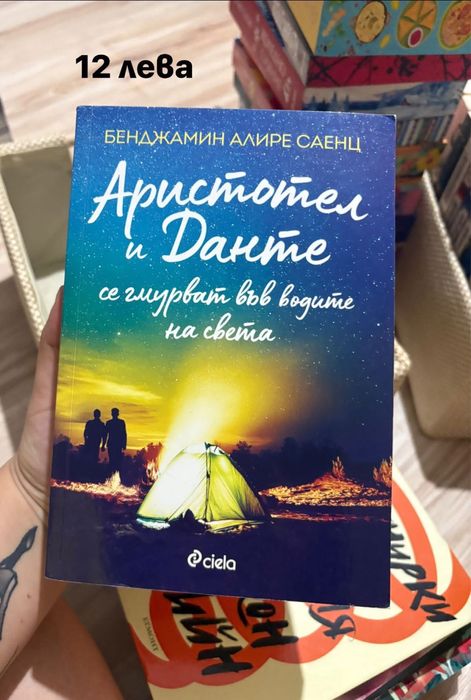 12 лева
БЕНДЖАМИН АЛИРЕ САЕНЦ
Аристотел
и Данте
се гмурват във водите
на света
ciela